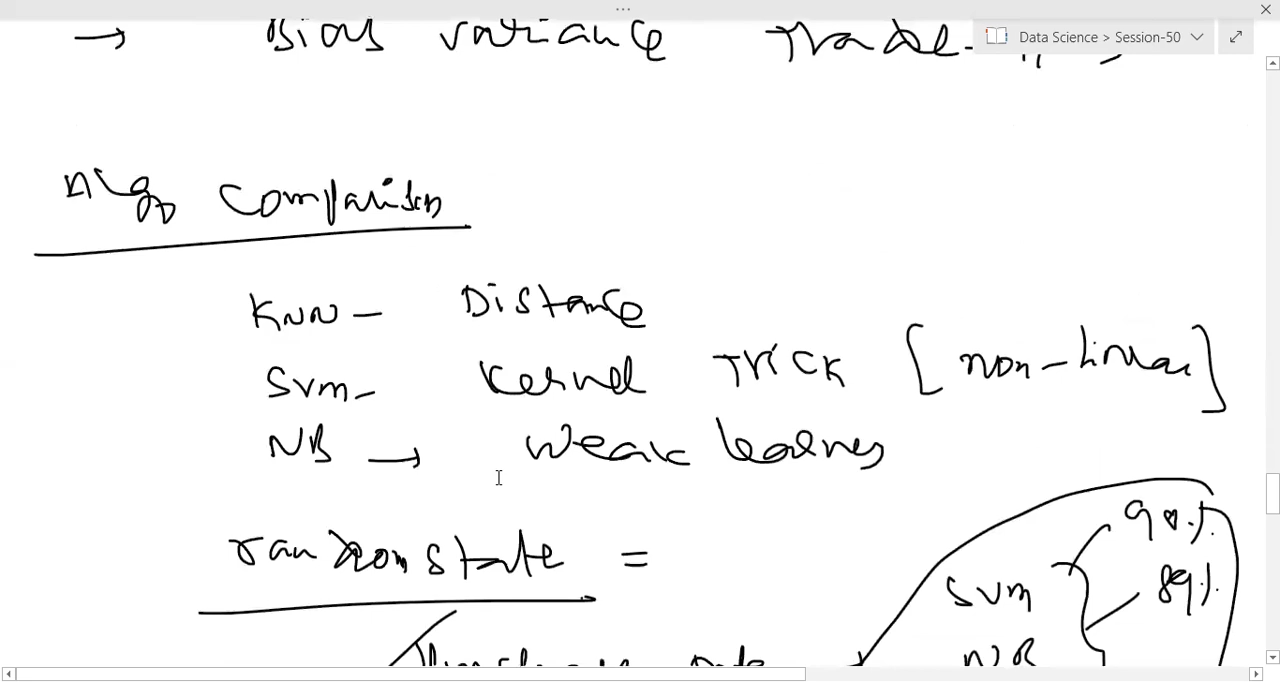 Data Science > Session-50
→ Bias variance Trade-
Algo Comparison
KNN - Distance
SVM - Kernel TRICK [non-linear]
NB → Weak learners
random state =
90%
SVM 89%
NB